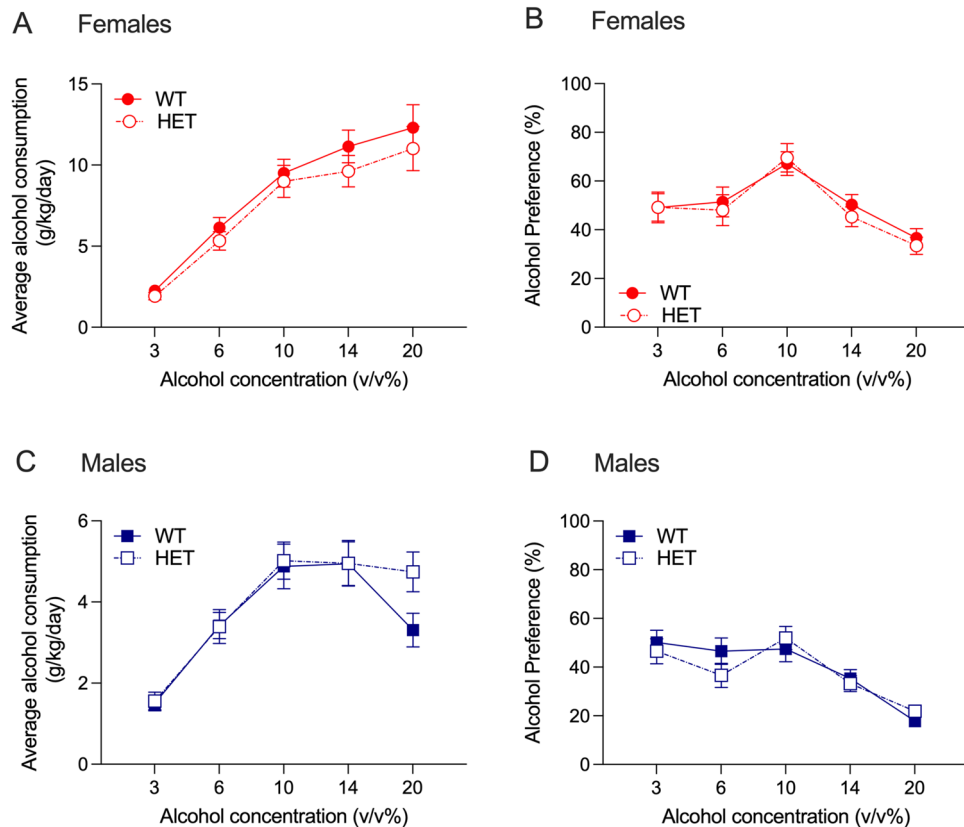 A Females
Average alcohol consumption
(g/kg/day)
15
10
5
0
WT
HET
3 6 10 14 20
Alcohol concentration (v/v%)
B Females
Alcohol Preference (%)
100
80
60
40
20
0
WT
HET
3 6 10 14 20
Alcohol concentration (v/v%)
C Males
Average alcohol consumption
(g/kg/day)
6
4
2
0
WT
HET
3 6 10 14 20
Alcohol concentration (v/v%)
D Males
Alcohol Preference (%)
100
80
60
40
20
0
WT
HET
3 6 10 14 20
Alcohol concentration (v/v%)